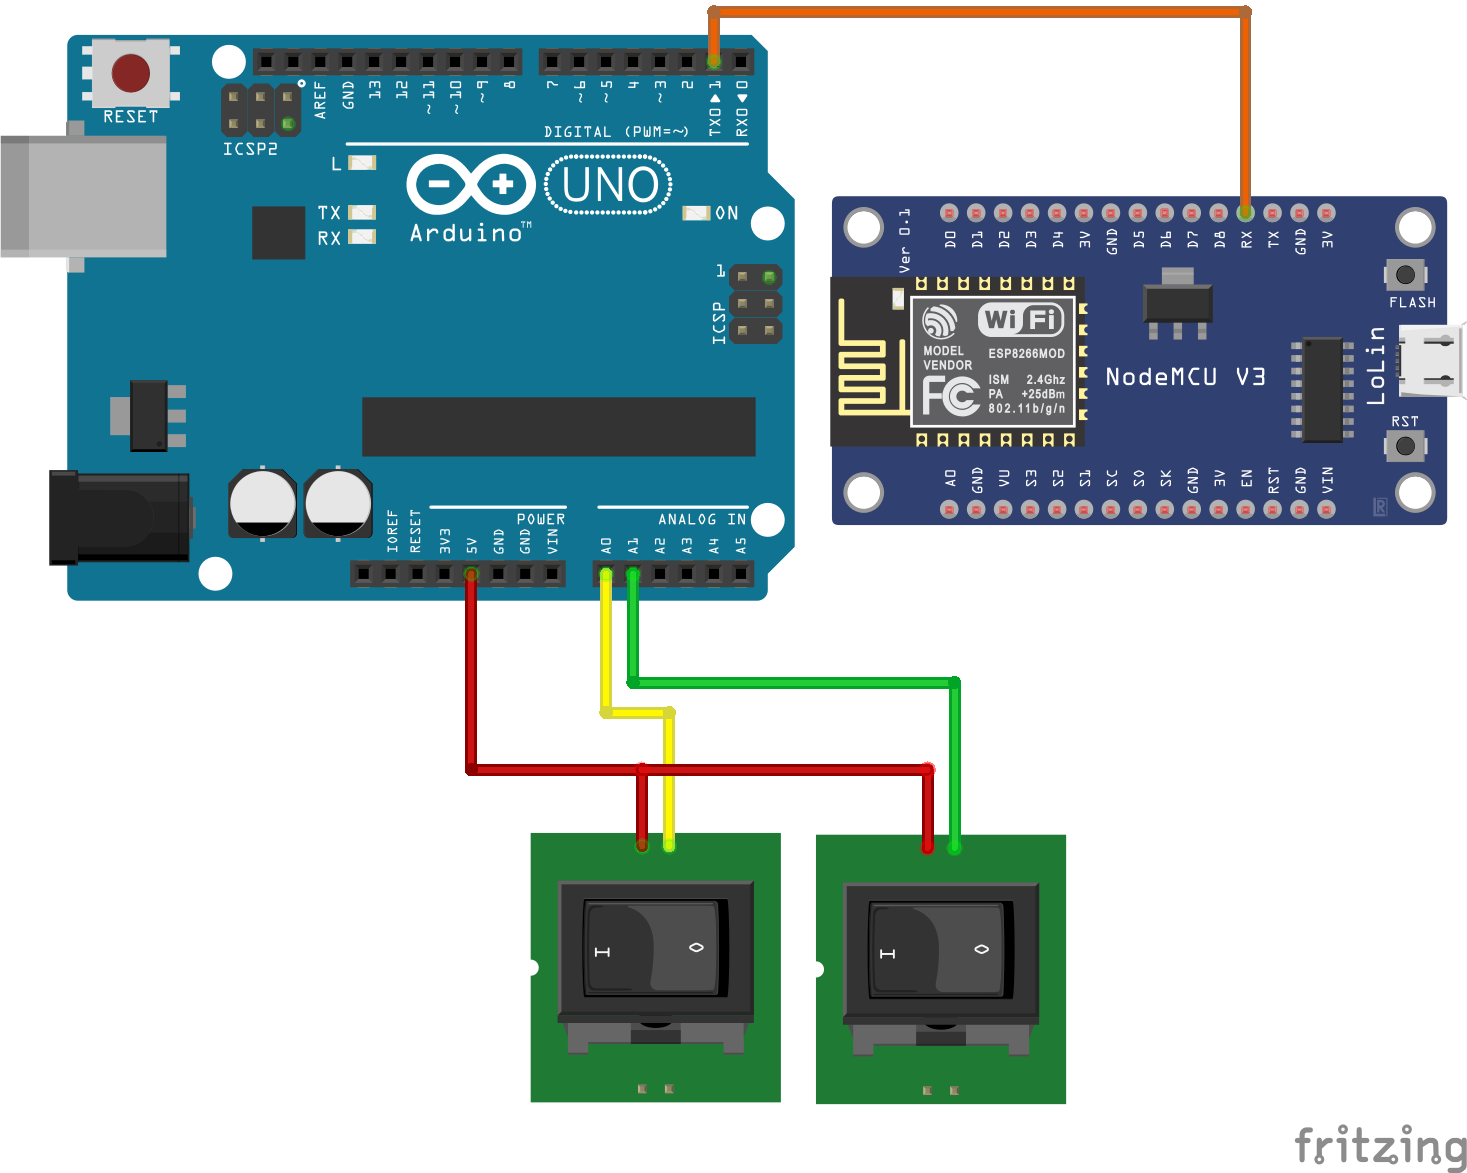 RESET
ICSP2
AREF
GND
13
12
~11
~10
~9
8
7
~6
~5
4
~3
2
TX0▶1
RX0◀0
DIGITAL (PWM=~)
L
TX
RX
UNO
ON
Arduino™
1
ICSP
POWER
ANALOG IN
IOREF
RESET
3V3
5V
GND
GND
VIN
A0
A1
A2
A3
A4
A5
Ver 0.1
D0
D1
D2
D3
D4
3V
GND
D5
D6
D7
D8
RX
TX
GND
3V
FLASH
WiFi
MODEL
VENDOR
ESP8266MOD
FC
ISM 2.4Ghz
PA +25dBm
802.11b/g/n
NodeMCU V3
LoLin
RST
A0
GND
VU
S3
S2
S1
SC
S0
SK
GND
3V
EN
RST
GND
VIN
I O
I O
fritzing